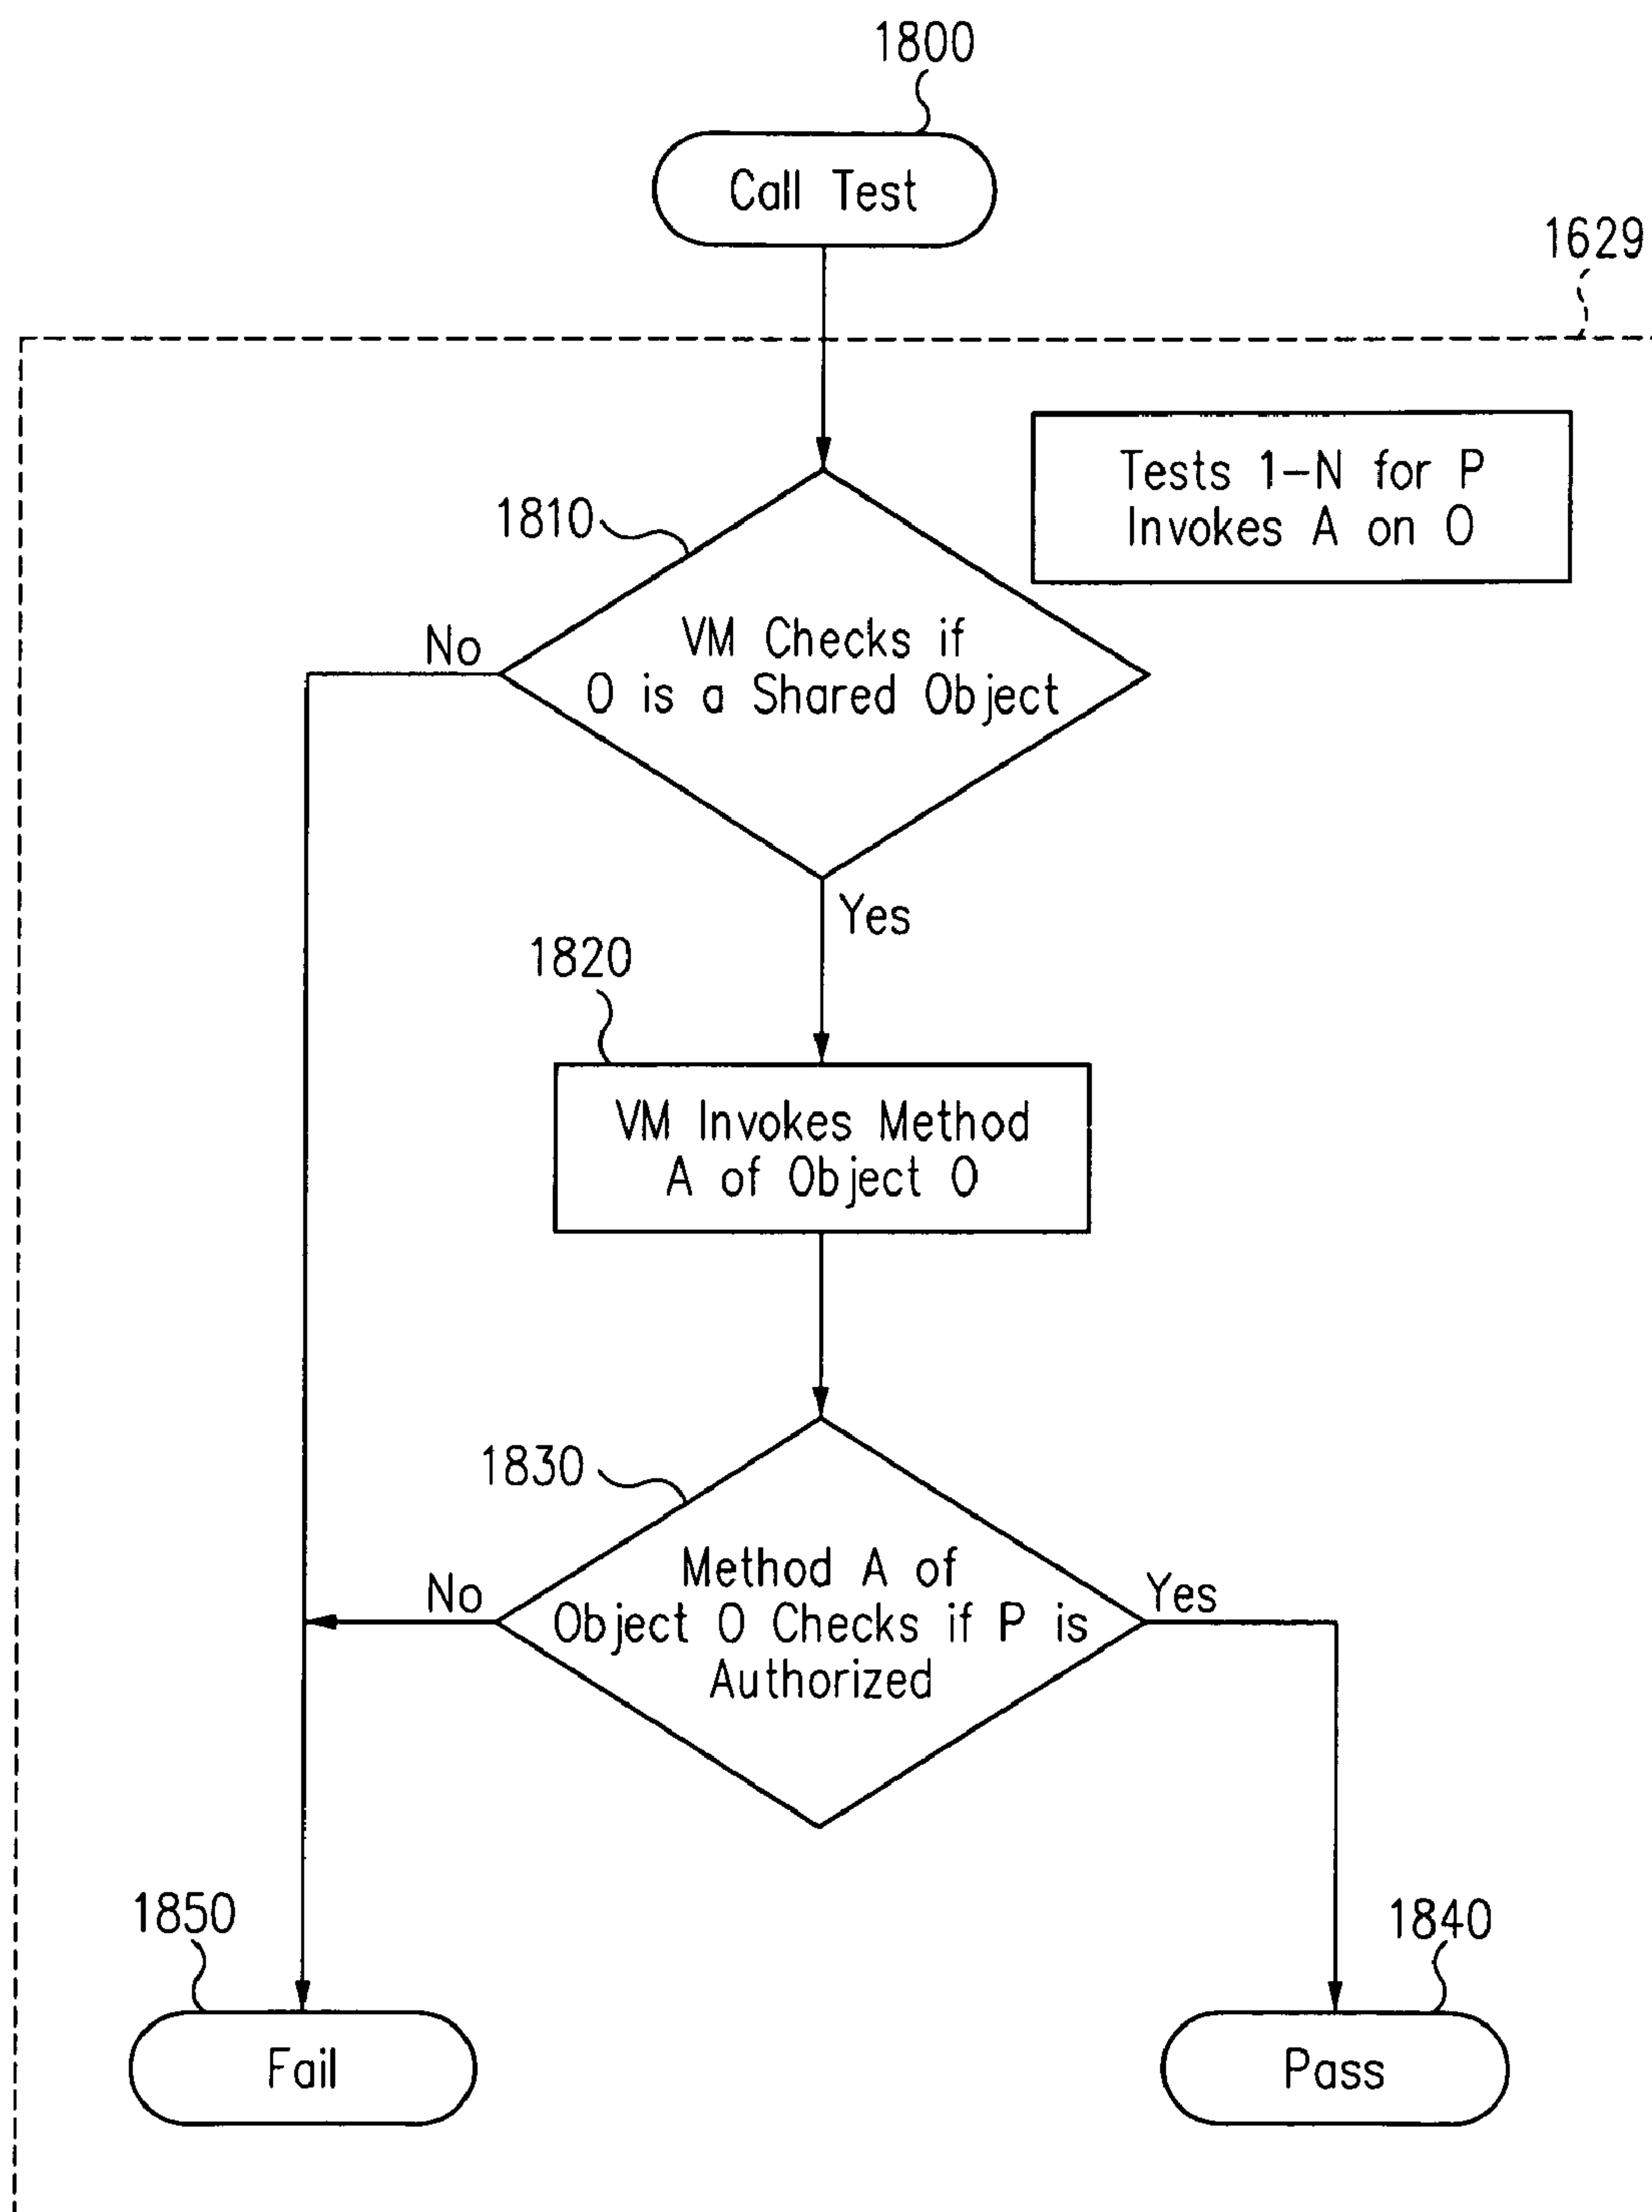 1800
Call Test
1629
Tests 1-N for P
Invokes A on O
1810
VM Checks if
O is a Shared Object
No
Yes
1820
VM Invokes Method
A of Object O
1830
Method A of
Object O Checks if P is
Authorized
No
Yes
1850
1840
Fail
Pass